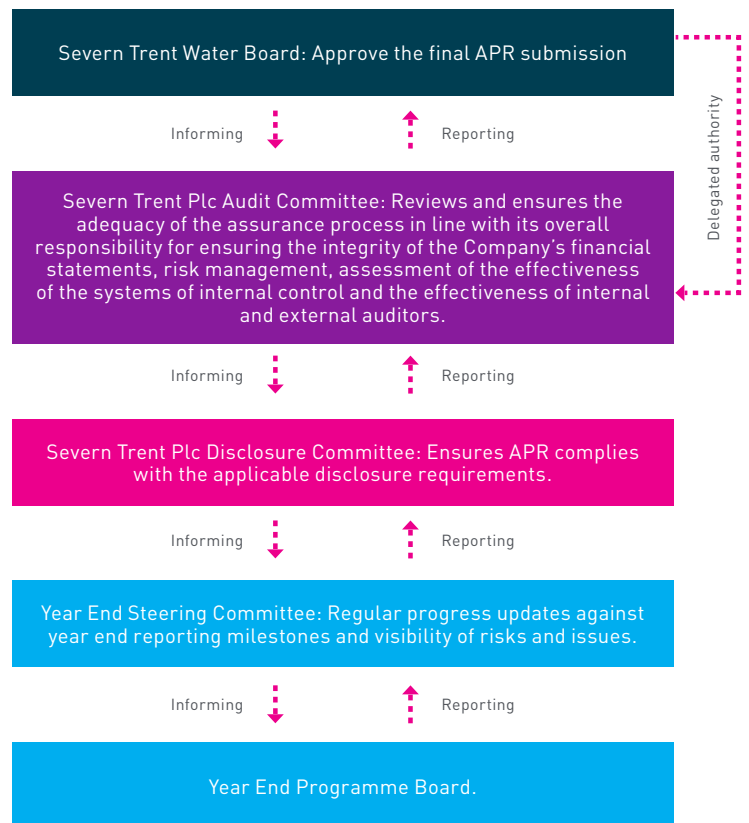 Severn Trent Water Board: Approve the final APR submission
Informing
Reporting
Delegated authority
Severn Trent Plc Audit Committee: Reviews and ensures the
adequacy of the assurance process in line with its overall
responsibility for ensuring the integrity of the Company’s financial
statements, risk management, assessment of the effectiveness
of the systems of internal control and the effectiveness of internal
and external auditors.
Informing
Reporting
Severn Trent Plc Disclosure Committee: Ensures APR complies
with the applicable disclosure requirements.
Informing
Reporting
Year End Steering Committee: Regular progress updates against
year end reporting milestones and visibility of risks and issues.
Informing
Reporting
Year End Programme Board.